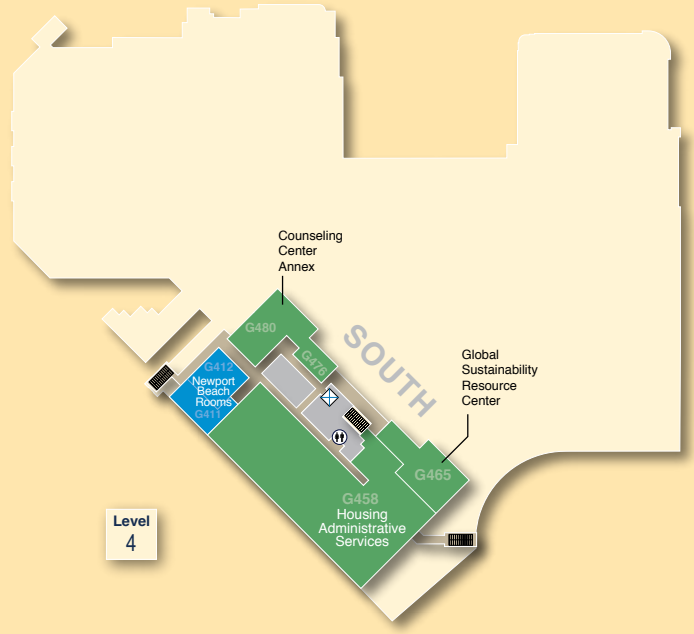 Counseling
Center
Annex
G480
G476
SOUTH
G412
Newport
Beach
Rooms
G411
Global
Sustainability
Resource
Center
G465
G458
Housing
Administrative
Services
Level
4